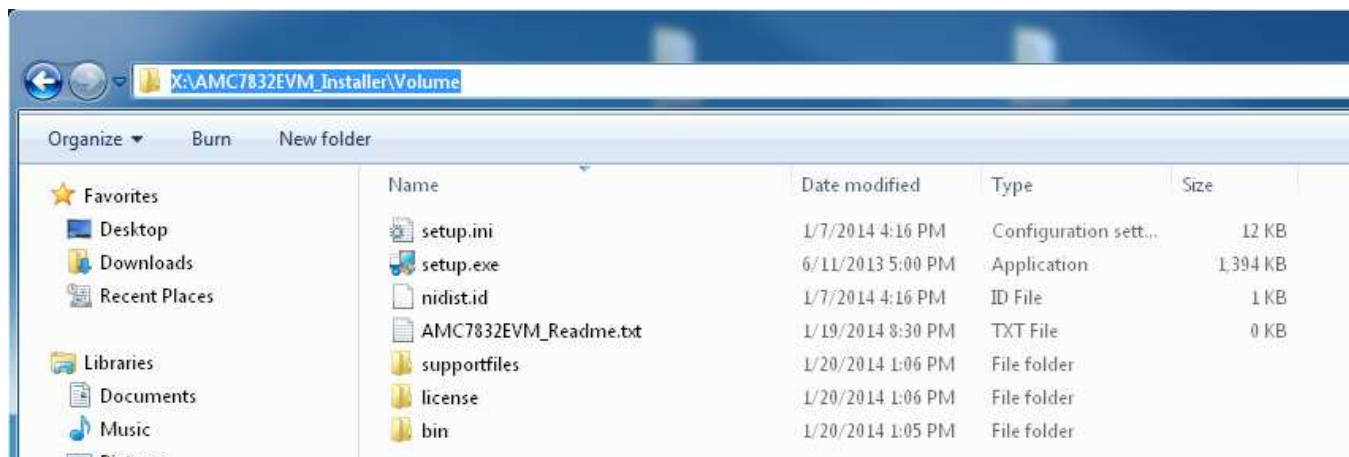 X:\AMC7832EVM_Installer\Volume
Organize Burn New folder
Favorites
Desktop
Downloads
Recent Places
Libraries
Documents
Music
Name Date modified Type Size
setup.ini 1/7/2014 4:16 PM Configuration sett... 12 KB
setup.exe 6/11/2013 5:00 PM Application 1,394 KB
nidist.id 1/7/2014 4:16 PM ID File 1 KB
AMC7832EVM_Readme.txt 1/19/2014 8:30 PM TXT File 0 KB
supportfiles 1/20/2014 1:06 PM File folder
license 1/20/2014 1:06 PM File folder
bin 1/20/2014 1:05 PM File folder